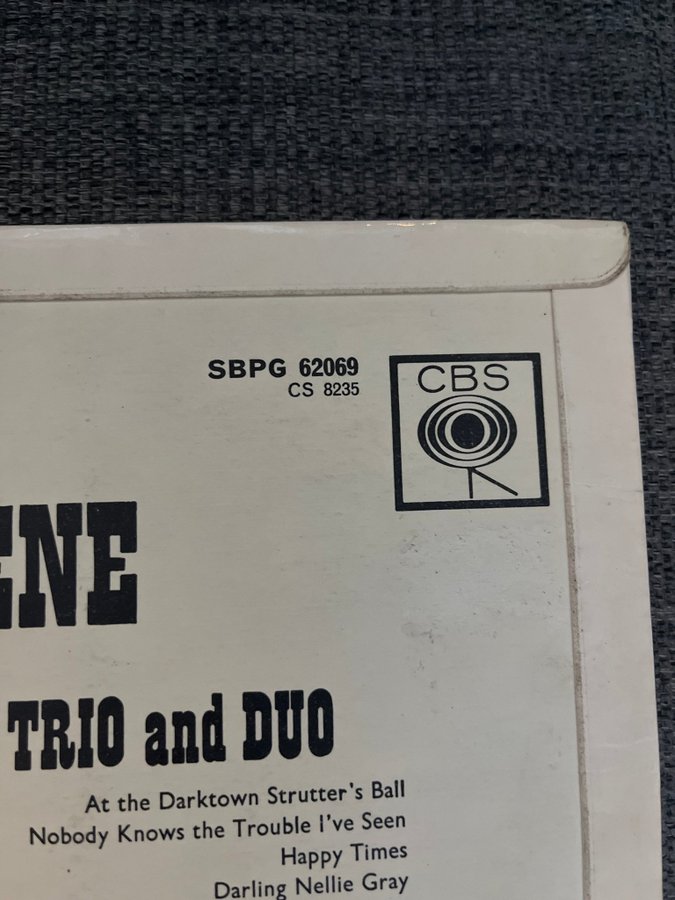 SBPG 62069
CS 8235
CBS
ENE
TRIO and DUO
At the Darktown Strutter's Ball
Nobody Knows the Trouble I've Seen
Happy Times
Darling Nellie Gray